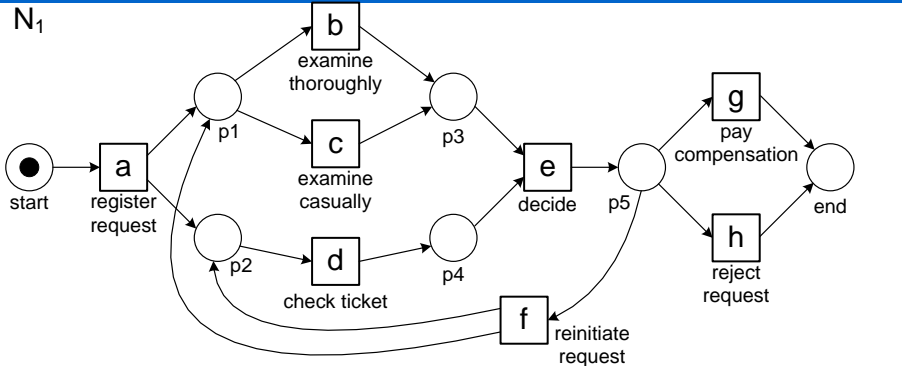 N₁
b
examine
thoroughly
p1
c
examine
casually
p3
g
pay
compensation
start
a
register
request
e
decide
p5
end
p2
d
check ticket
p4
h
reject
request
f
reinitiate
request